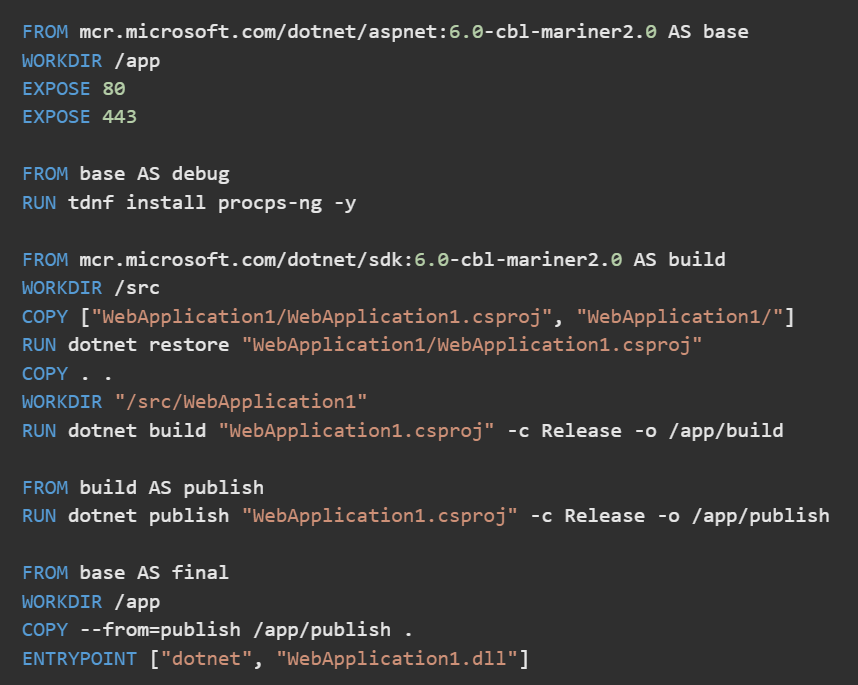 FROM mcr.microsoft.com/dotnet/aspnet:6.0-cbl-mariner2.0 AS base
WORKDIR /app
EXPOSE 80
EXPOSE 443

FROM base AS debug
RUN tdnf install procps-ng -y

FROM mcr.microsoft.com/dotnet/sdk:6.0-cbl-mariner2.0 AS build
WORKDIR /src
COPY ["WebApplication1/WebApplication1.csproj", "WebApplication1/"]
RUN dotnet restore "WebApplication1/WebApplication1.csproj"
COPY . .
WORKDIR "/src/WebApplication1"
RUN dotnet build "WebApplication1.csproj" -c Release -o /app/build

FROM build AS publish
RUN dotnet publish "WebApplication1.csproj" -c Release -o /app/publish

FROM base AS final
WORKDIR /app
COPY --from=publish /app/publish .
ENTRYPOINT ["dotnet", "WebApplication1.dll"]